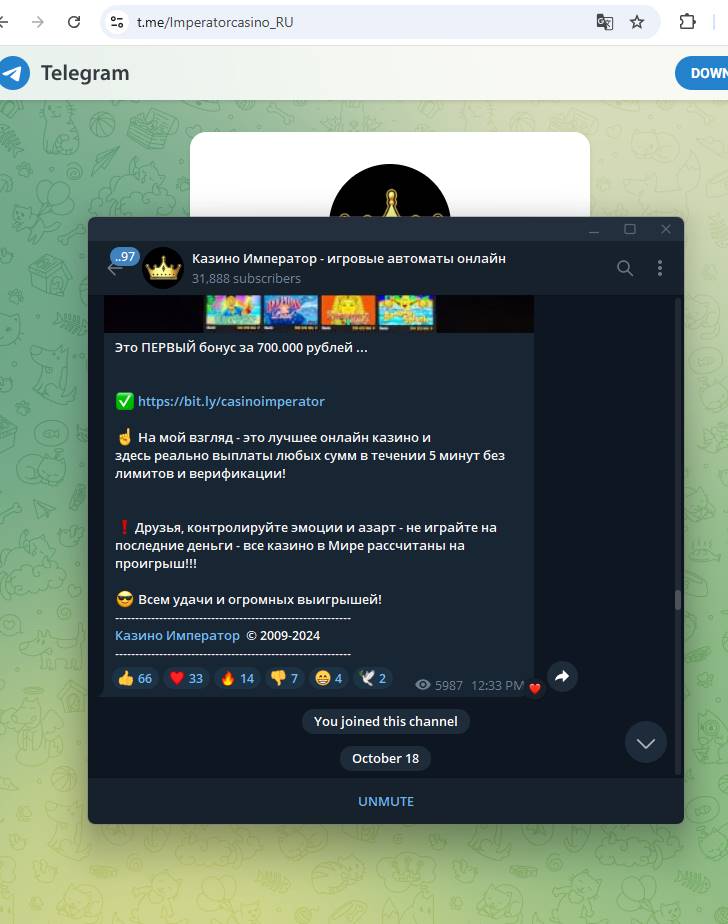 t.me/Imperatorcasino_RU
Telegram
DOWN
..97
Казино Император - игровые автоматы онлайн
31,888 subscribers
Это ПЕРВЫЙ бонус за 700.000 рублей ...
✅ https://bit.ly/casinoimperator
☝ На мой взгляд - это лучшее онлайн казино и
здесь реально выплаты любых сумм в течении 5 минут без
лимитов и верификации!
❗ Друзья, контролируйте эмоции и азарт - не играйте на
последние деньги - все казино в Мире рассчитаны на
проигрыш!!!
😎 Всем удачи и огромных выигрышей!
-----------------------------------------------------------
Казино Император © 2009-2024
-----------------------------------------------------------
👍 66 ❤ 33 🔥 14 👎 7 😁 4 🕊 2 5987 12:33 PM
You joined this channel
October 18
UNMUTE